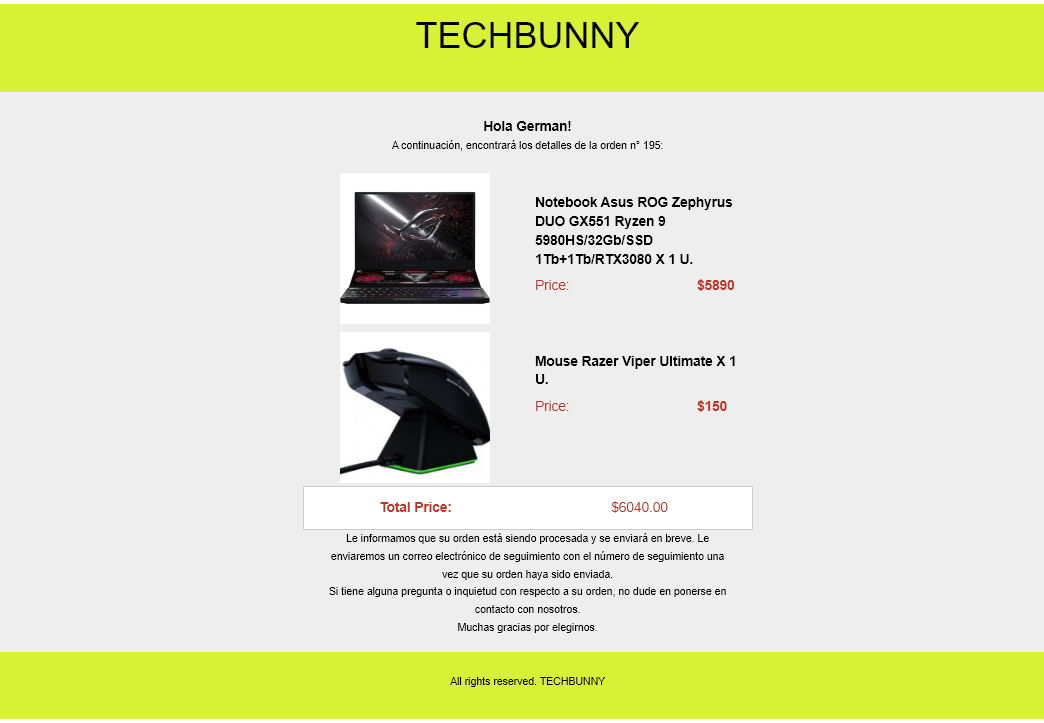 TECHBUNNY
Hola German!
A continuación, encontrará los detalles de la orden n° 195:
Notebook Asus ROG Zephyrus
DUO GX551 Ryzen 9
5980HS/32Gb/SSD
1Tb+1Tb/RTX3080 X 1 U.
Price: $5890
Mouse Razer Viper Ultimate X 1
U.
Price: $150
Total Price: $6040.00
Le informamos que su orden está siendo procesada y se enviará en breve. Le
enviaremos un correo electrónico de seguimiento con el número de seguimiento una
vez que su orden haya sido enviada.
Si tiene alguna pregunta o inquietud con respecto a su orden, no dude en ponerse en
contacto con nosotros.
Muchas gracias por elegirnos.
All rights reserved. TECHBUNNY